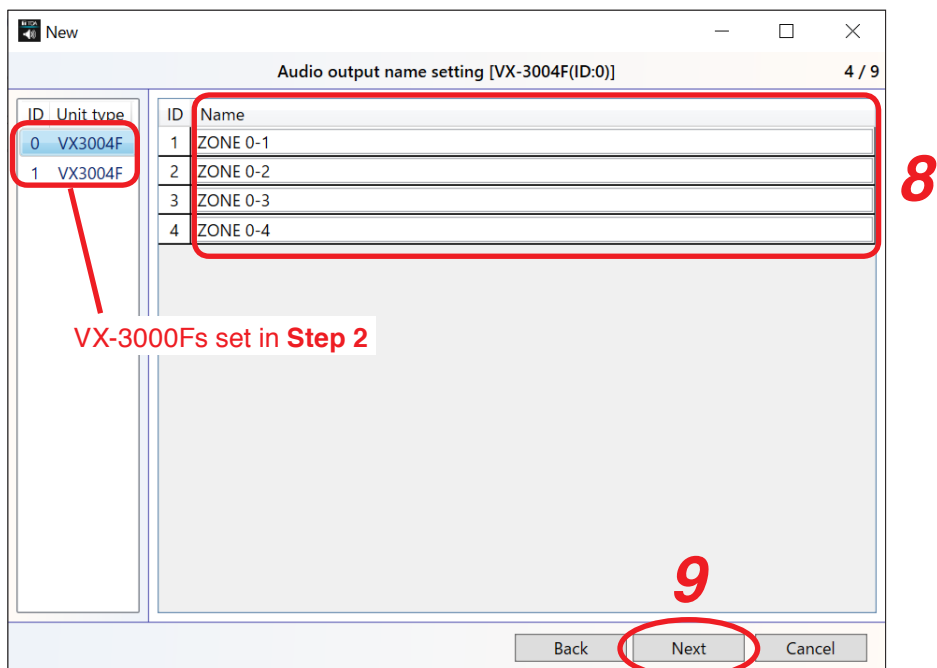 New
Audio output name setting [VX-3004F(ID:0)] 4 / 9
ID Unit type
0 VX3004F
1 VX3004F
ID Name
1 ZONE 0-1
2 ZONE 0-2
3 ZONE 0-3
4 ZONE 0-4
8
VX-3000Fs set in Step 2
9
Back Next Cancel